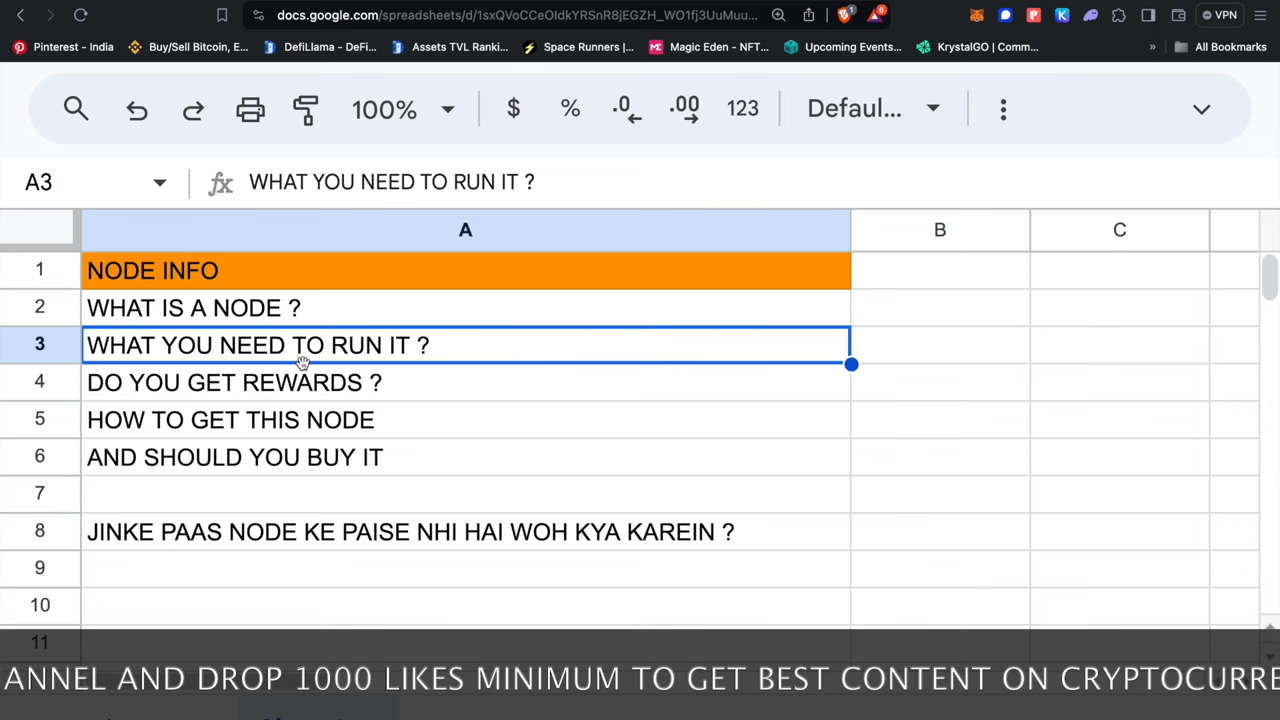 docs.google.com/spreadsheets/d/1sxQVoCCeOIdkYRSnR8jEGZH_WO1fj3UuMuu...
1
6
VPN
Pinterest - India
Buy/Sell Bitcoin, E...
DefiLlama - DeFi...
Assets TVL Ranki...
Space Runners |...
Magic Eden - NFT...
Upcoming Events...
KrystalGO | Comm...
»
All Bookmarks
100%
$
%
.0
.00
123
Defaul...
A3
fx
WHAT YOU NEED TO RUN IT ?
A
B
C
1
NODE INFO
2
WHAT IS A NODE ?
3
WHAT YOU NEED TO RUN IT ?
4
DO YOU GET REWARDS ?
5
HOW TO GET THIS NODE
6
AND SHOULD YOU BUY IT
7
8
JINKE PAAS NODE KE PAISE NHI HAI WOH KYA KAREIN ?
9
10
11
ANNEL AND DROP 1000 LIKES MINIMUM TO GET BEST CONTENT ON CRYPTOCURRE